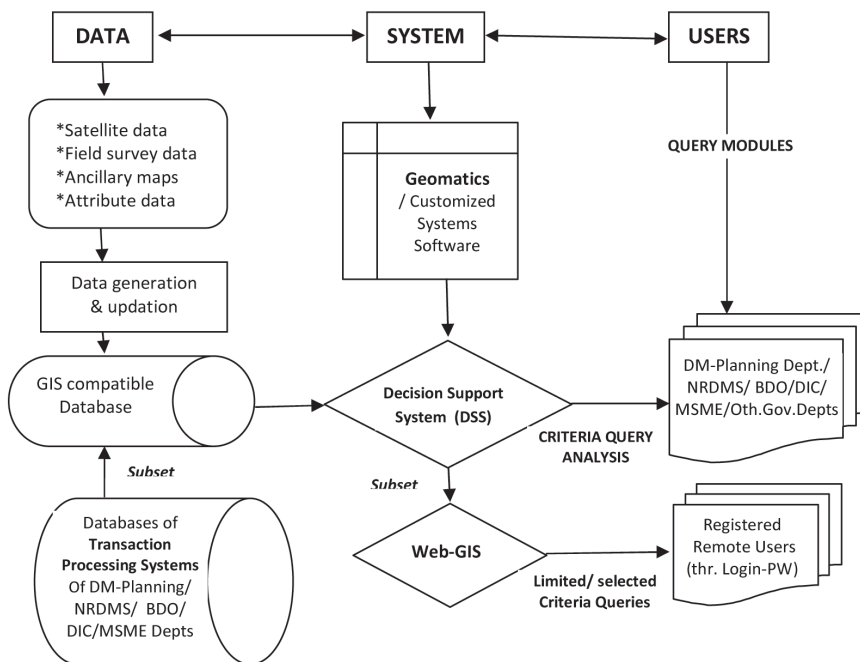 DATA
SYSTEM
USERS
*Satellite data
*Field survey data
*Ancillary maps
*Attribute data
Geomatics
/ Customized
Systems
Software
QUERY MODULES
Data generation
& updation
GIS compatible
Database
Decision Support
System (DSS)
CRITERIA QUERY
ANALYSIS
DM-Planning Dept./
NRDMS/ BDO/DIC/
MSME/Oth.Gov.Depts
Subset
Subset
Databases of
Transaction
Processing Systems
Of DM-Planning/
NRDMS/ BDO/
DIC/MSME Depts
Web-GIS
Limited/ selected
Criteria Queries
Registered
Remote Users
(thr. Login-PW)